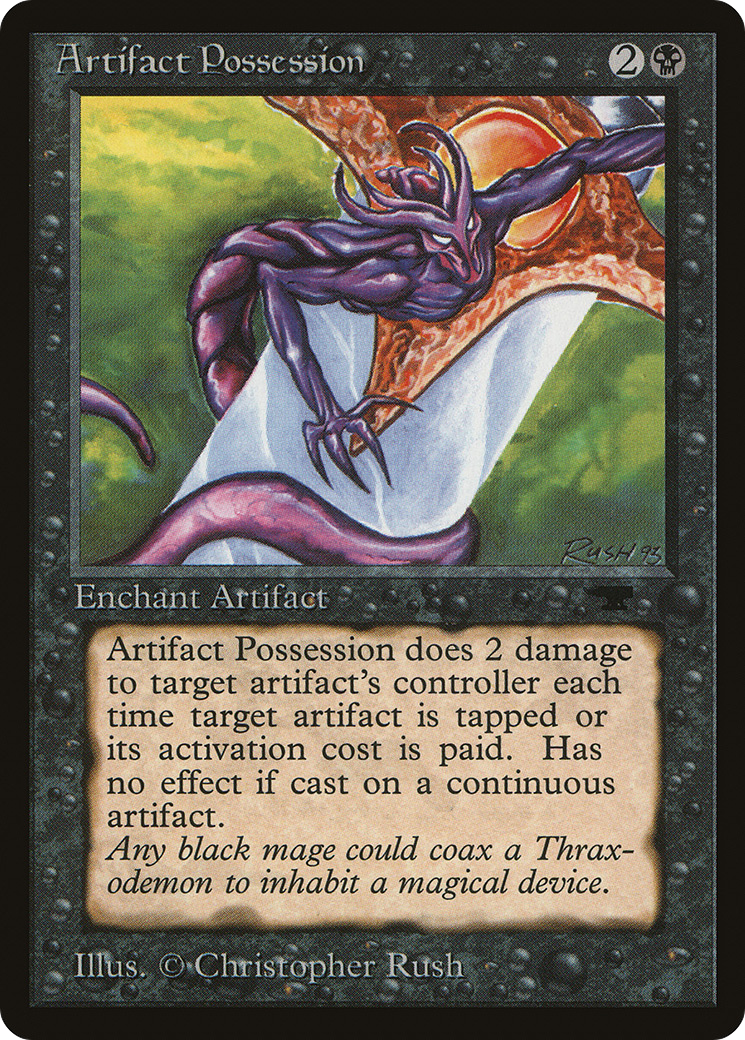 Artifact Possession
2
RUSH 93
Enchant Artifact
Artifact Possession does 2 damage
to target artifact's controller each
time target artifact is tapped or
its activation cost is paid. Has
no effect if cast on a continuous
artifact.
Any black mage could coax a Thrax-
odemon to inhabit a magical device.
Illus. © Christopher Rush